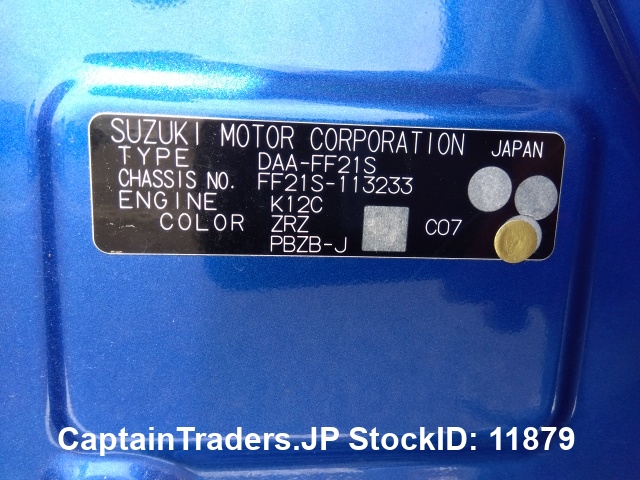 SUZUKI MOTOR CORPORATION JAPAN
TYPE DAA-FF21S
CHASSIS NO. FF21S-113233
ENGINE K12C
COLOR ZRZ C07
PBZB-J
CaptainTraders.JP StockID: 11879